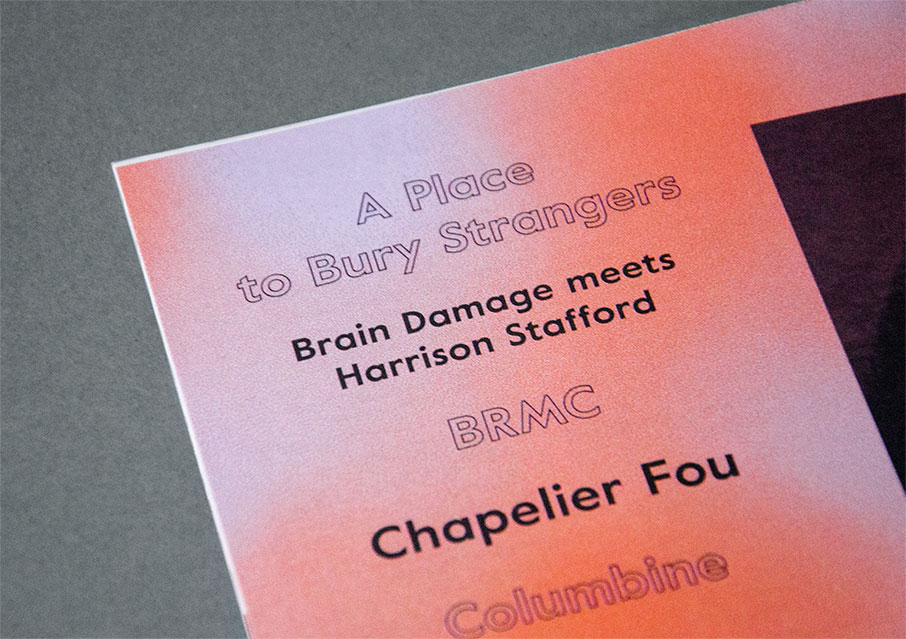 A Place
to Bury Strangers
Brain Damage meets
Harrison Stafford
BRMC
Chapelier Fou
Columbine